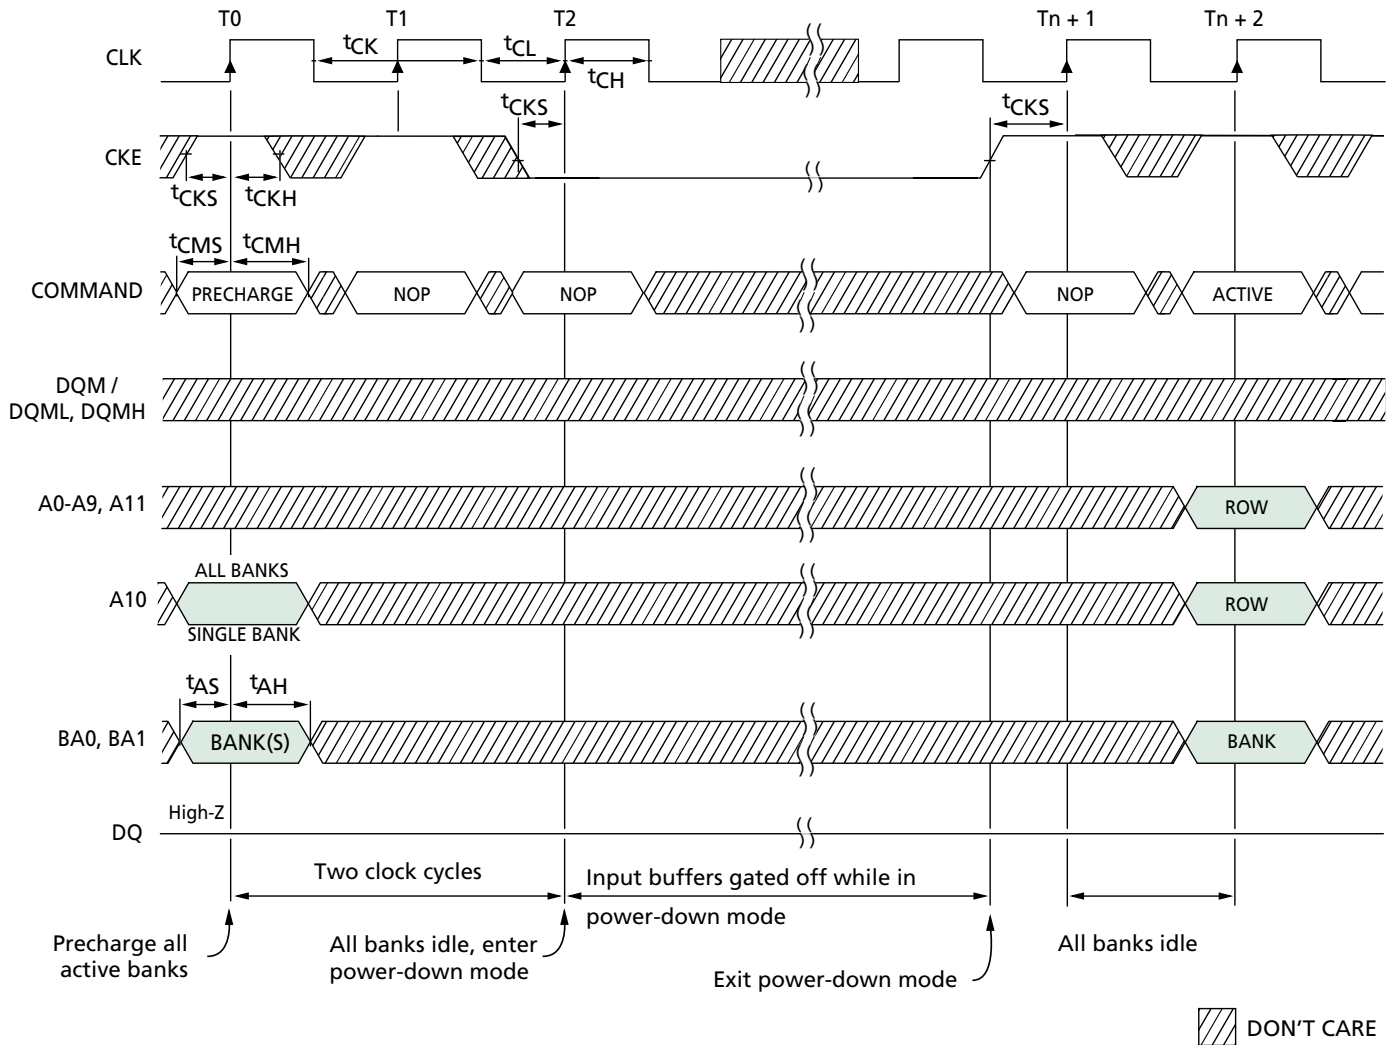 T0 T1 T2 Tn + 1 Tn + 2
CLK
tCK tCL tCH
tCKS tCKS
CKE
tCKS tCKH
tCMS tCMH
COMMAND PRECHARGE NOP NOP NOP ACTIVE
DQM /
DQML, DQMH
A0-A9, A11 ROW
ALL BANKS
A10 ROW
SINGLE BANK
tAS tAH
BA0, BA1 BANK(S) BANK
High-Z
DQ
Two clock cycles
Input buffers gated off while in
power-down mode
Precharge all
active banks
All banks idle, enter
power-down mode
Exit power-down mode
All banks idle
DON'T CARE